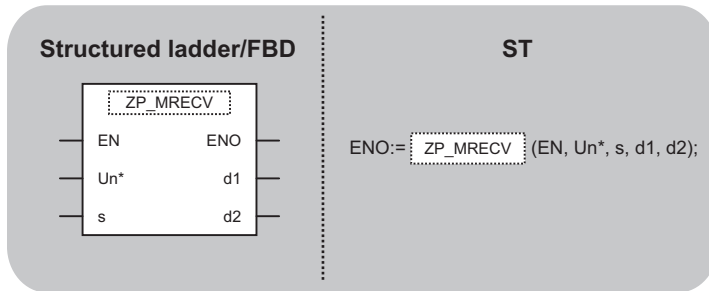 Structured ladder/FBD
ST
ZP_MRECV
EN ENO
Un* d1
s d2
ENO:= ZP_MRECV (EN, Un*, s, d1, d2);